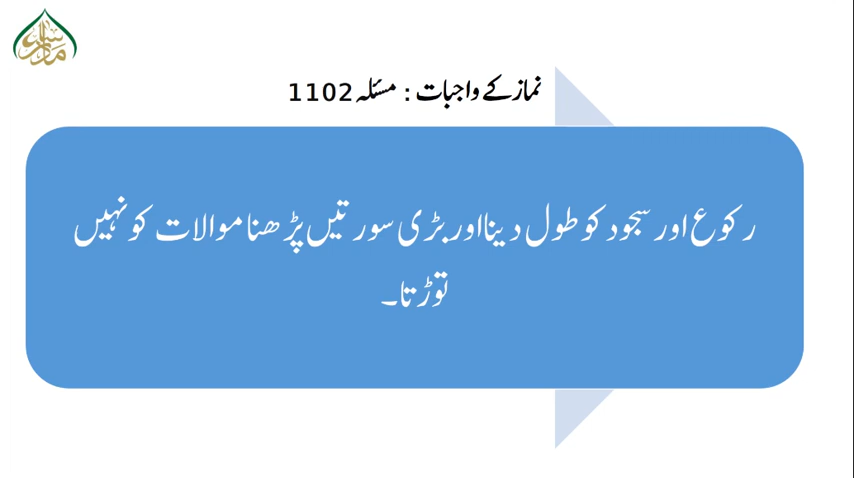 نماز کے واجبات : مسئلہ 1102
رکوع اور سجود کو طول دینا اور بڑی سورتیں پڑھنا موالات کو نہیں
توڑتا۔